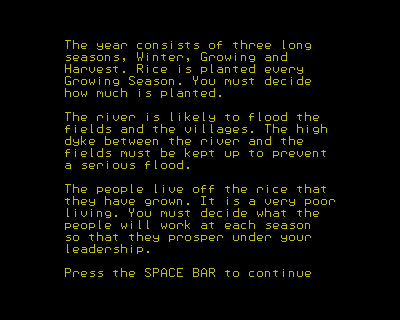 The year consists of three long
seasons, Winter, Growing and
Harvest. Rice is planted every
Growing Season. You must decide
how much is planted.
The river is likely to flood the
fields and the villages. The high
dyke between the river and the
fields must be kept up to prevent
a serious flood.
The people live off the rice that
they have grown. It is a very poor
living. You must decide what the
people will work at each season
so that they prosper under your
leadership.
Press the SPACE BAR to continue